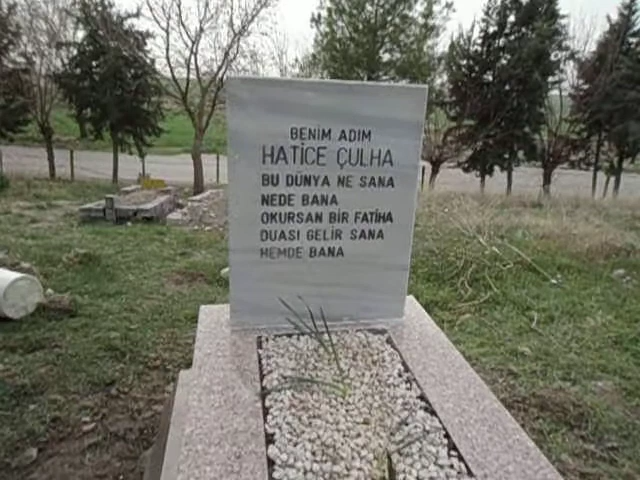 BENİM ADIM
HATİCE ÇULHA
BU DÜNYA NE SANA
NEDE BANA
OKURSAN BİR FATİHA
DUASI GELİR SANA
HEMDE BANA